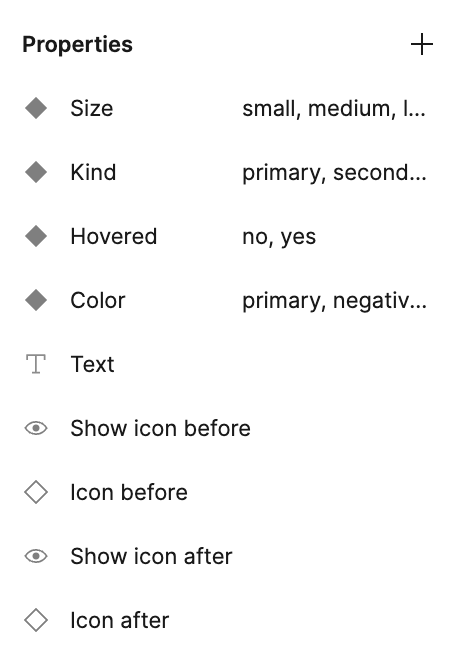 Properties
Size small, medium, l...
Kind primary, second...
Hovered no, yes
Color primary, negativ...
Text
Show icon before
Icon before
Show icon after
Icon after